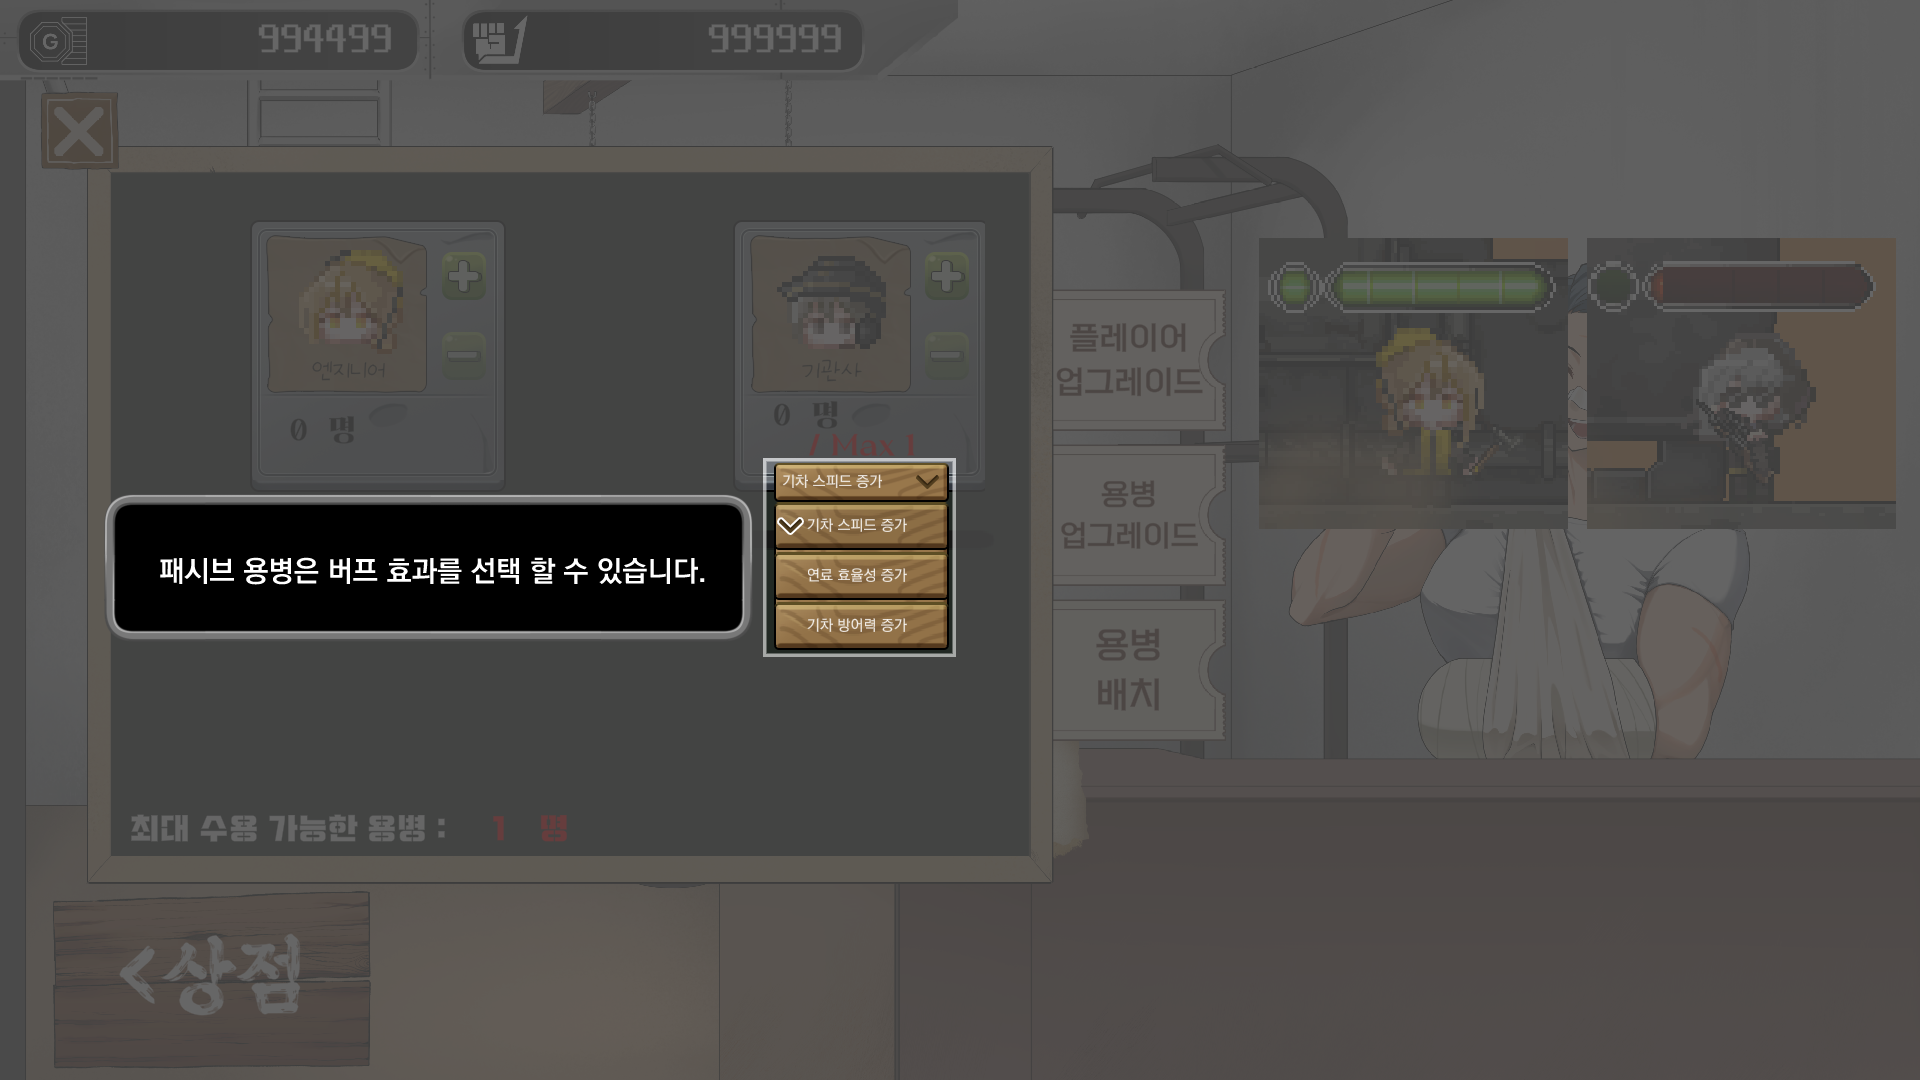 G
994499
999999
엔지니어
0 명
기관사
0 명
/ Max 1
플레이어
업그레이드
용병
업그레이드
용병
배치
기차 스피드 증가
기차 스피드 증가
연료 효율성 증가
기차 방어력 증가
패시브 용병은 버프 효과를 선택 할 수 있습니다.
최대 수용 가능한 용병 : 1 명
<상점